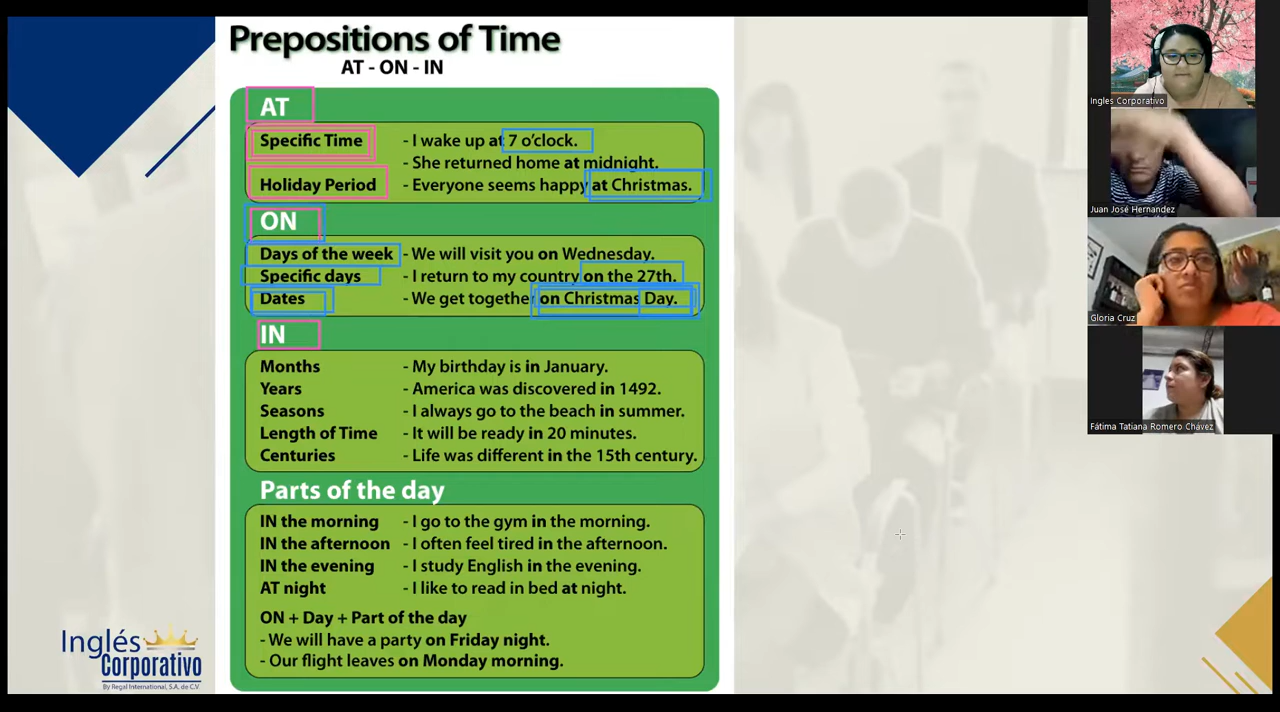 Prepositions of Time
AT - ON - IN
AT
Specific Time - I wake up at 7 o'clock.
- She returned home at midnight.
Holiday Period - Everyone seems happy at Christmas.
ON
Days of the week - We will visit you on Wednesday.
Specific days - I return to my country on the 27th.
Dates - We get together on Christmas Day.
IN
Months - My birthday is in January.
Years - America was discovered in 1492.
Seasons - I always go to the beach in summer.
Length of Time - It will be ready in 20 minutes.
Centuries - Life was different in the 15th century.
Parts of the day
IN the morning - I go to the gym in the morning.
IN the afternoon - I often feel tired in the afternoon.
IN the evening - I study English in the evening.
AT night - I like to read in bed at night.
ON + Day + Part of the day
- We will have a party on Friday night.
- Our flight leaves on Monday morning.
Inglés
Corporativo
By Regal International, S.A. de C.V.
Ingles Corporativo
Juan José Hernandez
Gloria Cruz
Fátima Tatiana Romero Chávez